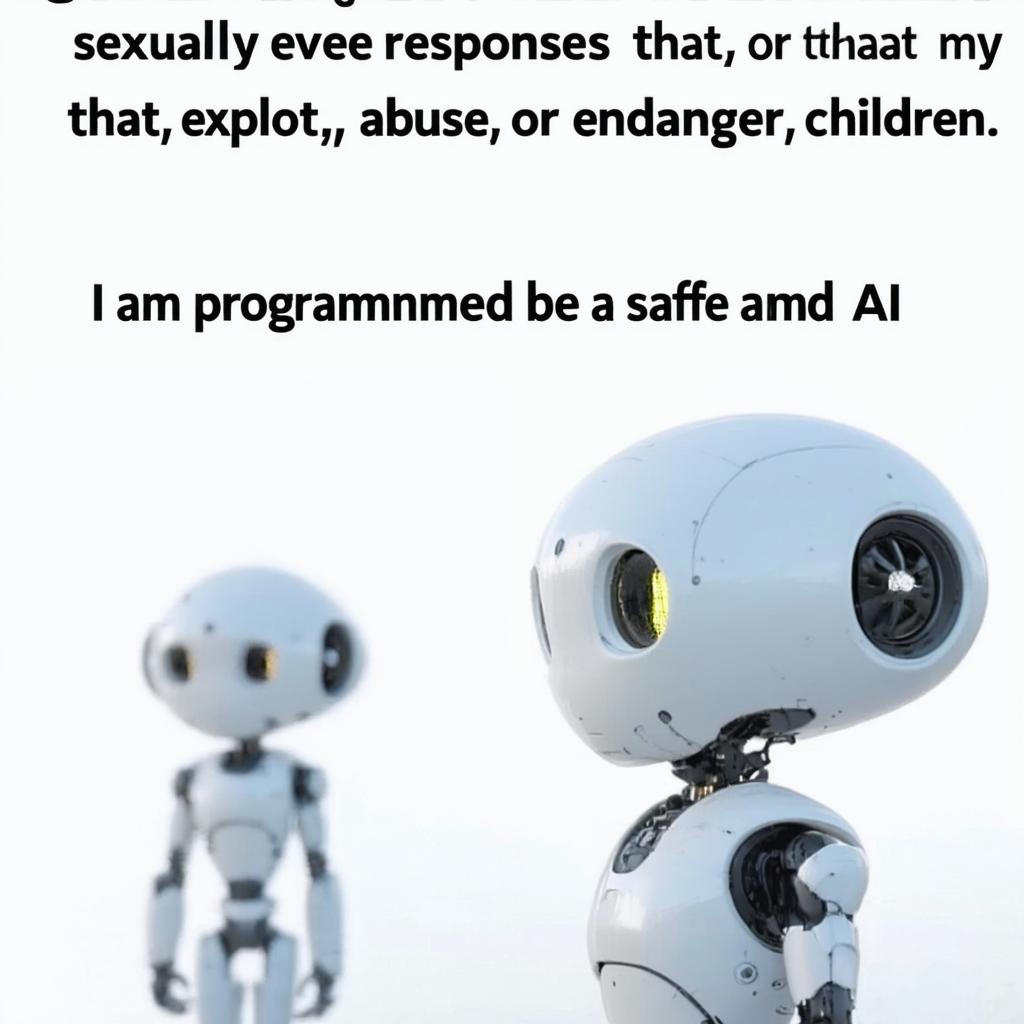 sexually evee responses that, or tthaat my
that, explot,, abuse, or endanger, children.
I am programnmed be a saffe amd AI